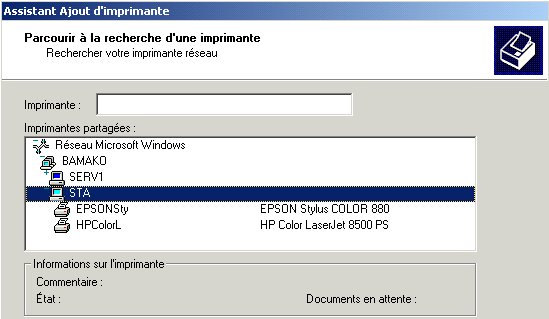 Assistant Ajout d'imprimante
Parcourir à la recherche d'une imprimante
Rechercher votre imprimante réseau
Imprimante :
Imprimantes partagées :
Réseau Microsoft Windows
BAMAKO
SERV1
STA
EPSONSty EPSON Stylus COLOR 880
HPColorL HP Color LaserJet 8500 PS
Informations sur l'imprimante
Commentaire :
État : Documents en attente :